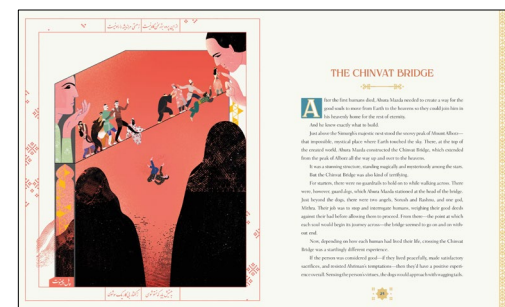 THE CHINVAT BRIDGE
After the first humans died, Ahura Mazda needed to create a way for the
good souls to move from Earth to the heavens so they could join him in
his heavenly home for the rest of eternity.
And he knew exactly what to build.
Just above the Simurgh's majestic nest stood the snowy peak of Mount Alborz—
that impossible, mystical place where Earth touched the sky. There, at the top of
the created world, Ahura Mazda constructed the Chinvat Bridge, which extended
from the peak of Alborz all the way up and over to the heavens.
It was a stunning structure, standing magically and mysteriously among the stars.
But the Chinvat Bridge was also kind of terrifying.
For starters, there were no guardrails to hold on to while walking across. There
were, however, guard dogs, which Ahura Mazda stationed at the head of the bridge.
Just beyond the dogs, there were two angels, Sorush and Rashnu, and one god,
Mithra. Their job was to stop and interrogate humans, weighing their good deeds
against their bad before allowing them to proceed. From there—the point at which
each soul would begin its journey across—the bridge seemed to go on and on with-
out end.
Now, depending on how each human had lived their life, crossing the Chinvat
Bridge was a startlingly different experience.
If the person was considered good—if they lived peacefully, made satisfactory
sacrifices, and resisted Ahriman's temptations—then they'd have a positive experi-
ence overall. Sensing the person's virtues, the dogs would approach with wagging tails,